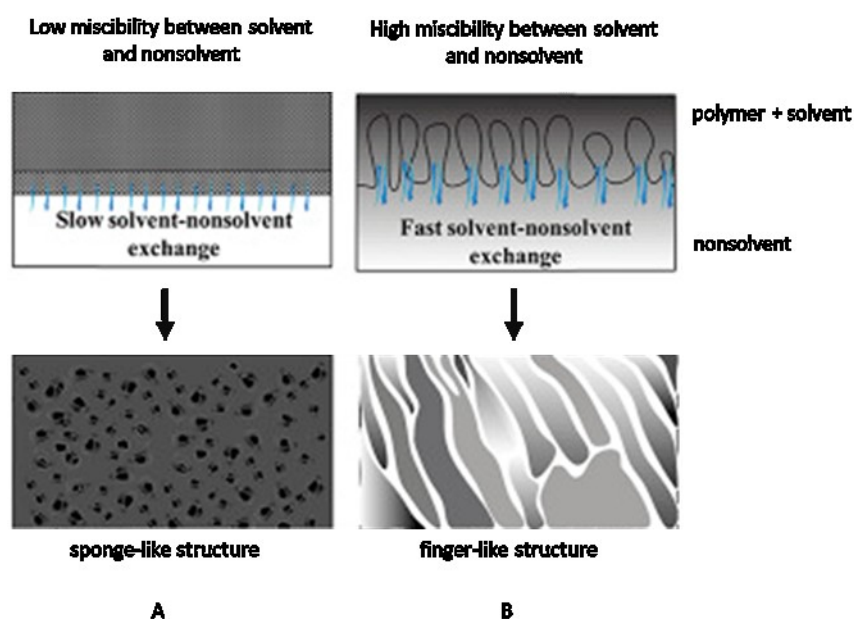 Low miscibility between solvent
and nonsolvent
High miscibility between solvent
and nonsolvent
polymer + solvent
Slow solvent-nonsolvent
exchange
Fast solvent-nonsolvent
exchange
nonsolvent
sponge-like structure
finger-like structure
A
B